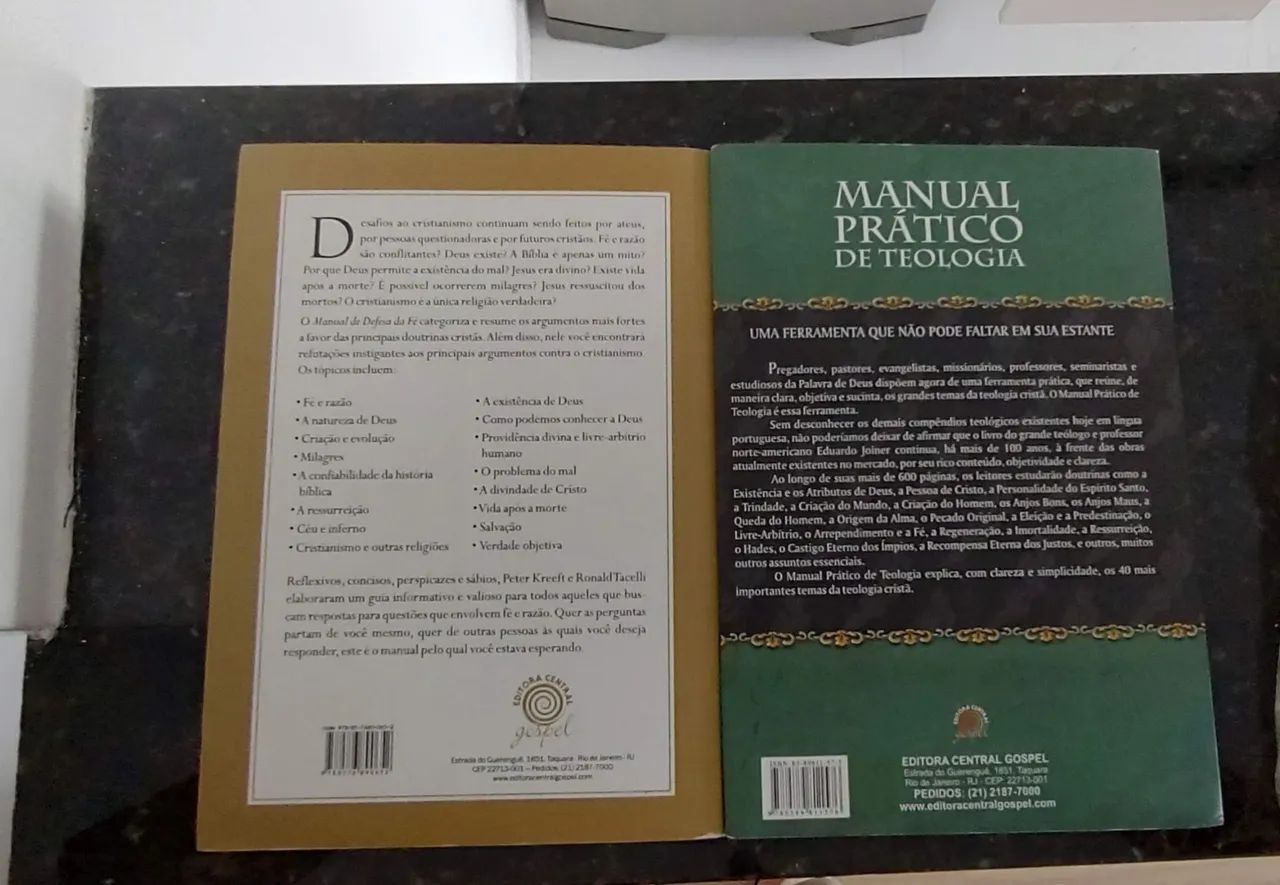 Desafios ao cristianismo continuam sendo feitos por ateus,
por pessoas questionadoras e por futuros cristãos. Fé e razão
são conflitantes? Deus existe? A Bíblia é apenas um mito?
Por que Deus permite a existência do mal? Jesus era divino? Existe vida
após a morte? É possível ocorrerem milagres? Jesus ressuscitou dos
mortos? O cristianismo é a única religião verdadeira?
O Manual de Defesa da Fé categoriza e resume os argumentos mais fortes
a favor das principais doutrinas cristãs. Além disso, nele você encontrará
refutações instigantes aos principais argumentos contra o cristianismo.
Os tópicos incluem:
• Fé e razão
• A natureza de Deus
• Criação e evolução
• Milagres
• A confiabilidade da história
bíblica
• A ressurreição
• Céu e inferno
• Cristianismo e outras religiões
• A existência de Deus
• Como podemos conhecer a Deus
• Providência divina e livre-arbítrio
humano
• O problema do mal
• A divindade de Cristo
• Vida após a morte
• Salvação
• Verdade objetiva
Reflexivos, concisos, perspicazes e sábios, Peter Kreeft e Ronald Tacelli
elaboraram um guia informativo e valioso para todos aqueles que bus-
cam respostas para questões que envolvem fé e razão. Quer as perguntas
partam de você mesmo, quer de outras pessoas às quais você deseja
responder, este é o manual pelo qual você estava esperando.
EDITORA CENTRAL
gospel
Estrada do Guerenguê, 1851, Taquara - Rio de Janeiro - RJ
CEP 22713-001 – Pedidos: (21) 2187-7000
www.editoracentralgospel.com
MANUAL
PRÁTICO
DE TEOLOGIA
UMA FERRAMENTA QUE NÃO PODE FALTAR EM SUA ESTANTE
Pregadores, pastores, evangelistas, missionários, professores, seminaristas e
estudiosos da Palavra de Deus dispõem agora de uma ferramenta prática, que reúne, de
maneira clara, objetiva e sucinta, os grandes temas da teologia cristã. O Manual Prático de
Teologia é essa ferramenta.
Sem desconhecer os demais compêndios teológicos existentes hoje em língua
portuguesa, não poderíamos deixar de afirmar que o livro do grande teólogo e professor
norte-americano Eduardo Joiner continua, há mais de 100 anos, à frente das obras
atualmente existentes no mercado, por seu rico conteúdo, objetividade e clareza.
Ao longo de suas mais de 600 páginas, os leitores estudarão doutrinas como a
Existência e os Atributos de Deus, a Pessoa de Cristo, a Personalidade do Espírito Santo,
a Trindade, a Criação do Mundo, a Criação do Homem, os Anjos Bons, os Anjos Maus, a
Queda do Homem, a Origem da Alma, o Pecado Original, a Eleição e a Predestinação, o
Livre-Arbítrio, o Arrependimento e a Fé, a Regeneração, a Imortalidade, a Ressurreição,
o Hades, o Castigo Eterno dos Ímpios, a Recompensa Eterna dos Justos, e outros, muitos
outros assuntos essenciais.
O Manual Prático de Teologia explica, com clareza e simplicidade, os 40 mais
importantes temas da teologia cristã.
EDITORA CENTRAL
gospel
ISBN
EDITORA CENTRAL GOSPEL
Estrada do Guerenguê, 1851, Taquara
Rio de Janeiro - RJ - CEP: 22713-001
PEDIDOS: (21) 2187-7000
www.editoracentralgospel.com